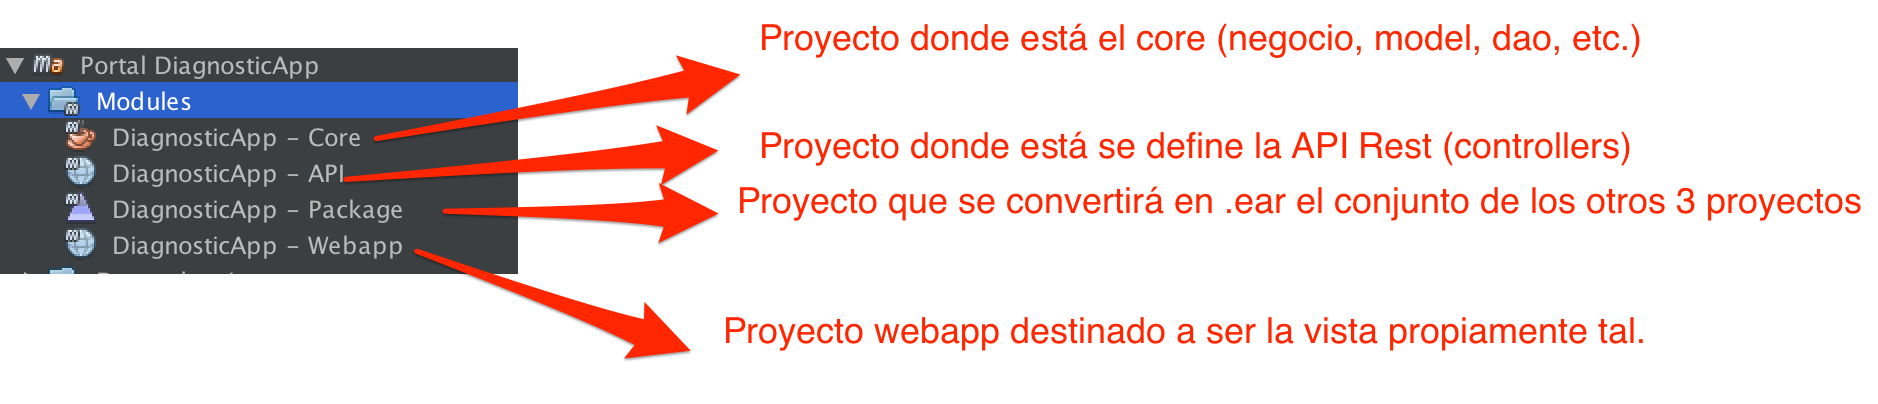 Proyecto donde está el core (negocio, model, dao, etc.)
Portal DiagnosticApp
Modules
DiagnosticApp - Core
Proyecto donde está se define la API Rest (controllers)
DiagnosticApp - API
Proyecto que se convertirá en .ear el conjunto de los otros 3 proyectos
DiagnosticApp - Package
DiagnosticApp - Webapp
Proyecto webapp destinado a ser la vista propiamente tal.